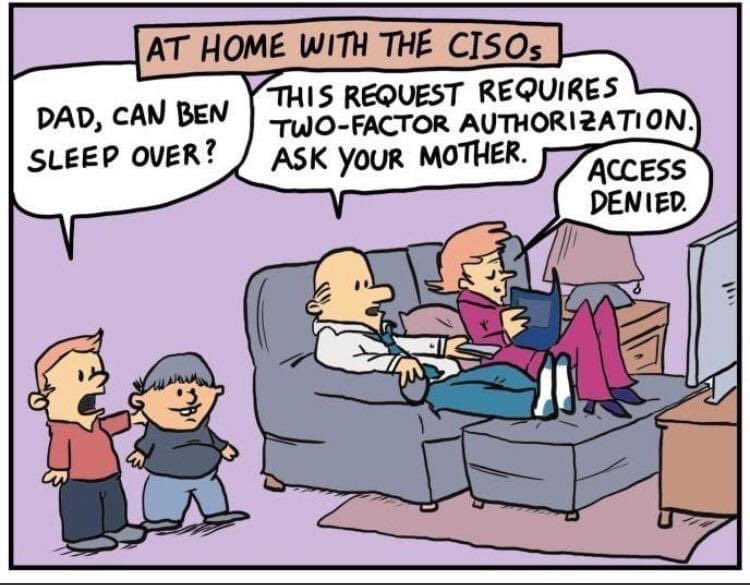 AT HOME WITH THE CISOs
DAD, CAN BEN
SLEEP OVER?
THIS REQUEST REQUIRES
TWO-FACTOR AUTHORIZATION.
ASK YOUR MOTHER.
ACCESS
DENIED.